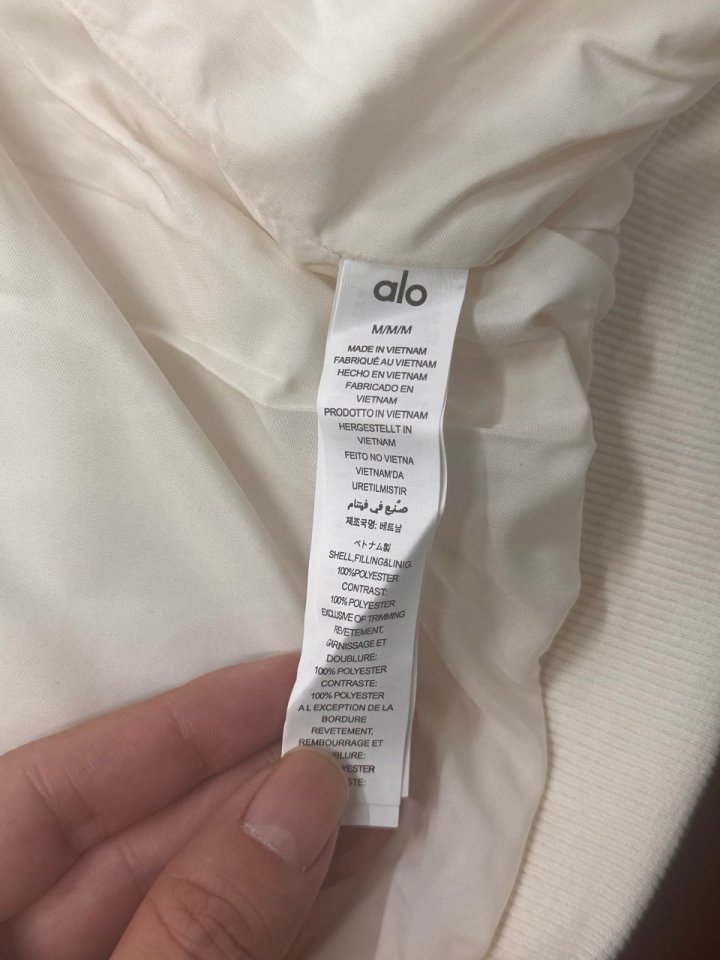 alo
M/M/M
MADE IN VIETNAM
FABRIQUÉ AU VIETNAM
HECHO EN VIETNAM
FABRICADO EN
VIETNAM
PRODOTTO IN VIETNAM
HERGESTELLT IN
VIETNAM
FEITO NO VIETNA
VIETNAM'DA
URETILMISTIR
صُنع في فيتنام
제조국명: 베트남
ベトナム製
SHELL,FILLING&LINIG:
100%POLYESTER
CONTRAST:
100% POLYESTER
EXCLUSIVE OF TRIMMING
REVETEMENT,
GARNISSAGE ET
DOUBLURE:
100% POLYESTER
CONTRASTE:
100% POLYESTER
A L EXCEPTION DE LA
BORDURE
REVETEMENT,
REMBOURRAGE ET